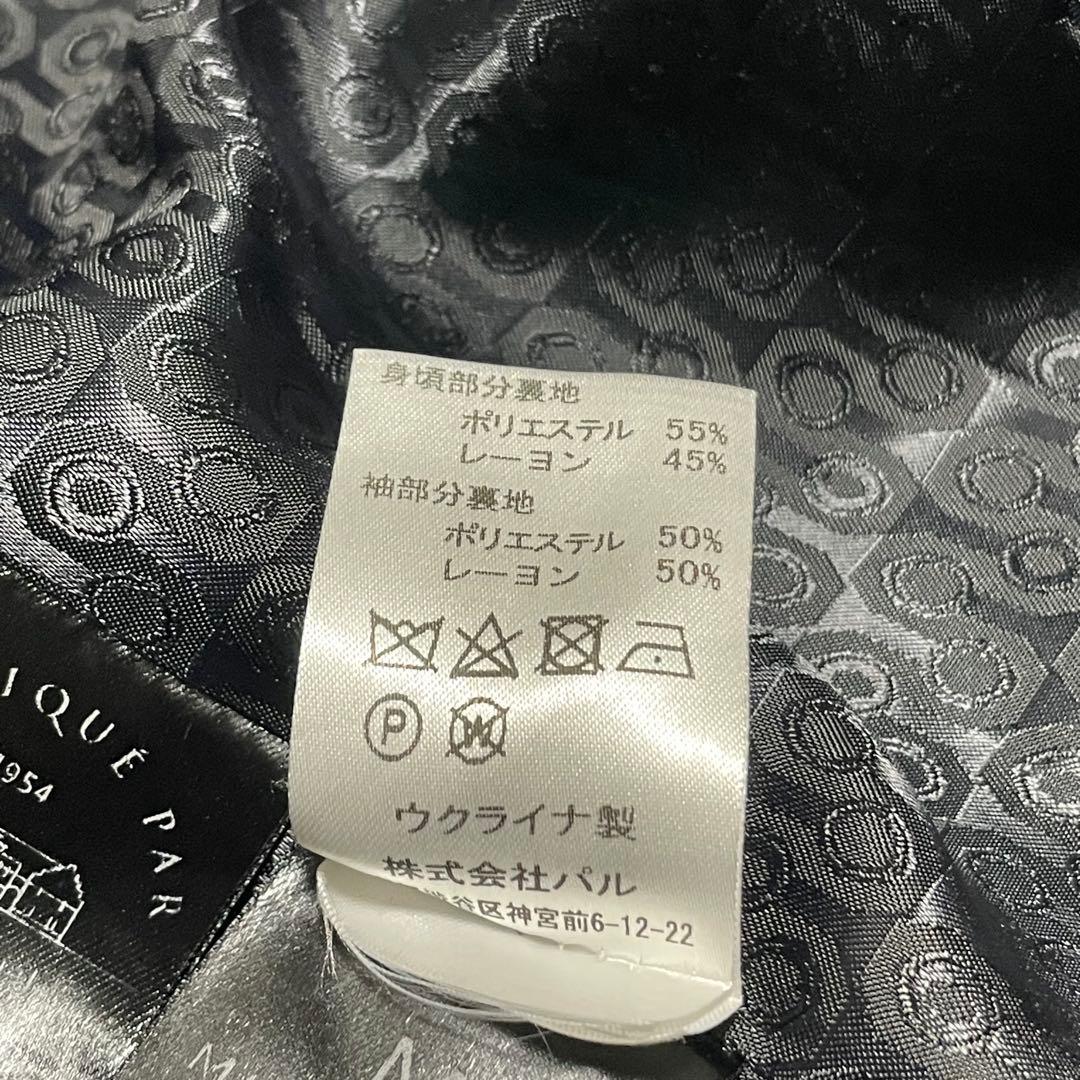 身頃部分裏地
ポリエステル 55%
レーヨン 45%
袖部分裏地
ポリエステル 50%
レーヨン 50%
P
W
ウクライナ製
株式会社パル
谷区神宮前6-12-22
IQUÉ PAR
1954
M A